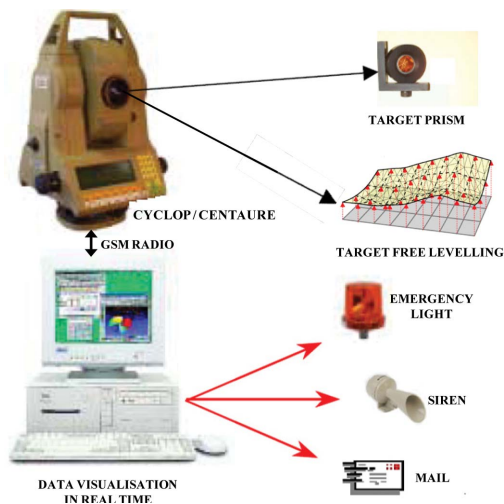 TARGET PRISM
CYCLOP / CENTAURE
GSM RADIO
TARGET FREE LEVELLING
EMERGENCY
LIGHT
SIREN
MAIL
DATA VISUALISATION
IN REAL TIME